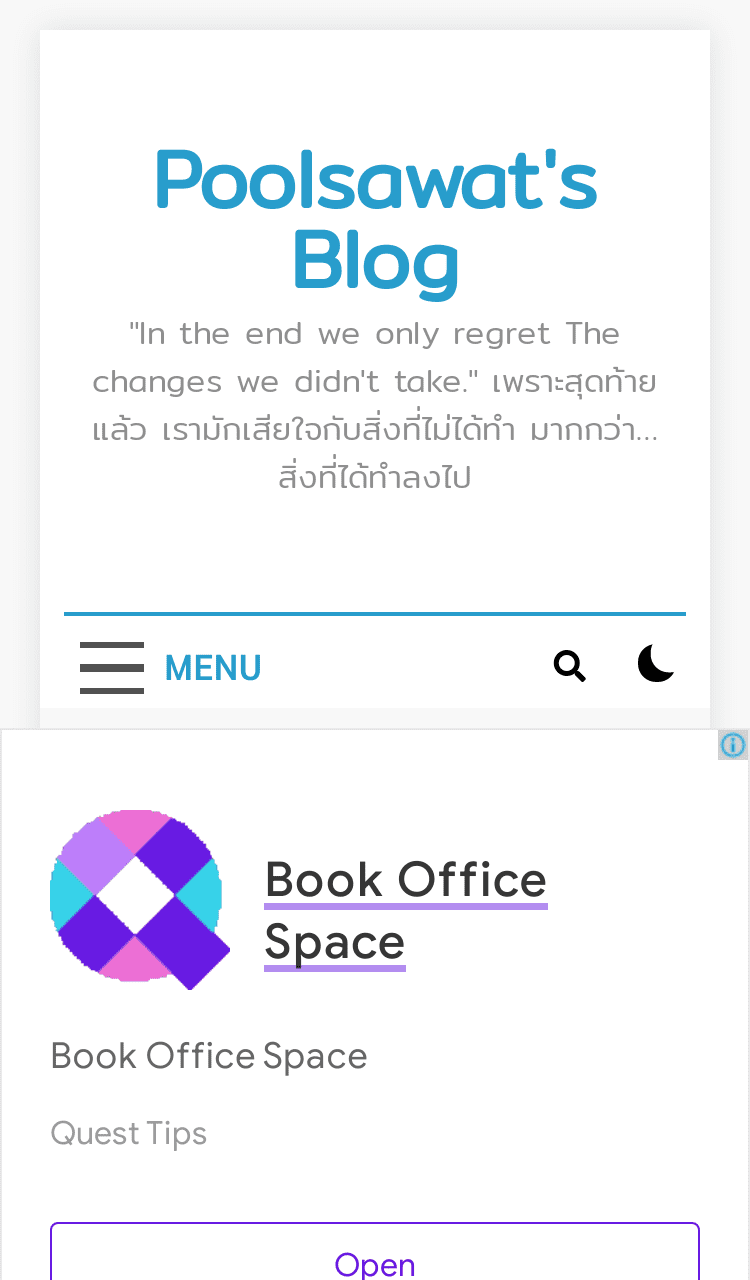 Poolsawat's
Blog
"In the end we only regret The
changes we didn't take." เพราะสุดท้าย
แล้ว เรามักเสียใจกับสิ่งที่ไม่ได้ทำ มากกว่า...
สิ่งที่ได้ทำลงไป
MENU
Book Office
Space
Book Office Space
Quest Tips
Open